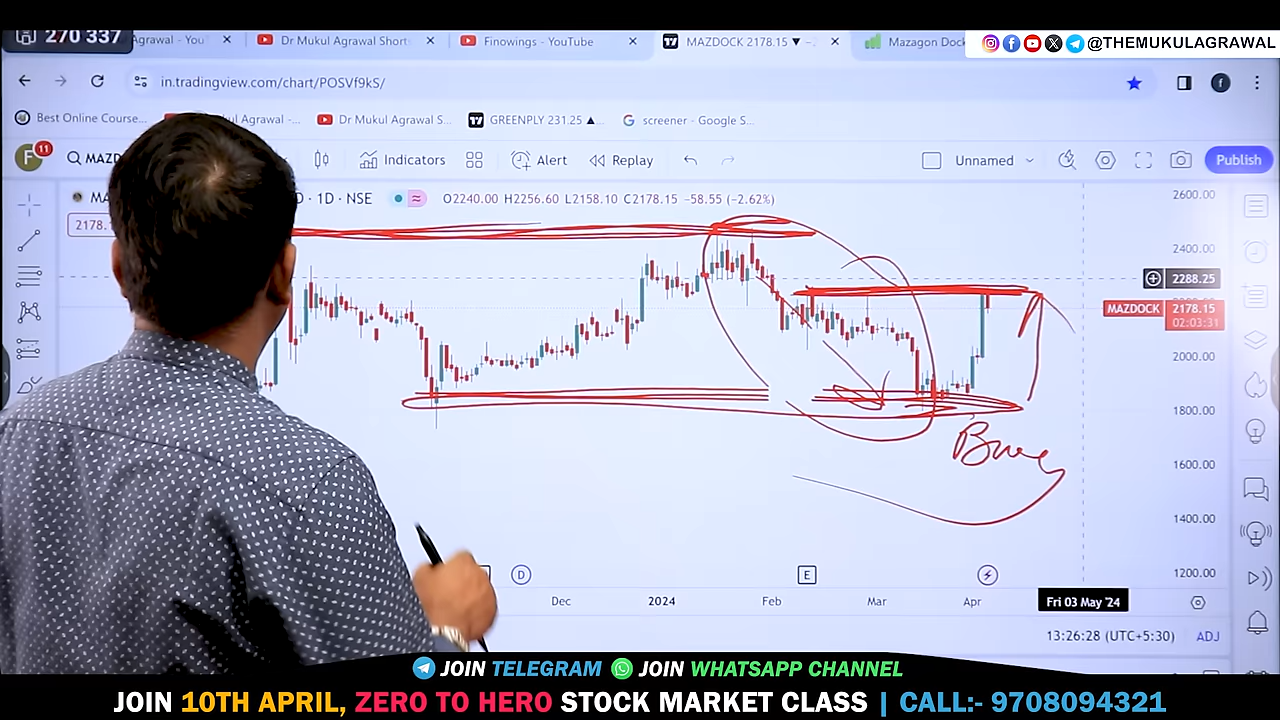 270 337
Agrawal - You
Dr Mukul Agrawal Shorts
Finowings - YouTube
MAZDOCK 2178.15 ▼
Mazagon Dock
@THEMUKULAGRAWAL
in.tradingview.com/chart/POSVf9kS/
f
Best Online Course...
kul Agrawal -...
Dr Mukul Agrawal S...
GREENPLY 231.25 ▲...
screener - Google S...
F
11
MAZD
Indicators
Alert
Replay
Unnamed
Publish
MA
· 1D · NSE
O2240.00 H2256.60 L2158.10 C2178.15 −58.55 (−2.62%)
2178.1
2600.00
2400.00
2288.25
MAZDOCK
2178.15
02:03:31
2000.00
1800.00
1600.00
1400.00
1200.00
D
E
Dec
2024
Feb
Mar
Apr
Fri 03 May '24
13:26:28 (UTC+5:30)
ADJ
JOIN TELEGRAM
JOIN WHATSAPP CHANNEL
JOIN 10TH APRIL, ZERO TO HERO STOCK MARKET CLASS | CALL:- 9708094321